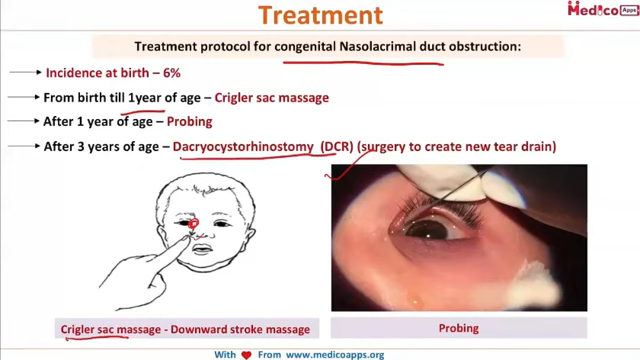 Treatment
Medico Apps
Treatment protocol for congenital Nasolacrimal duct obstruction:
Incidence at birth – 6%
From birth till 1year of age – Crigler sac massage
After 1 year of age – Probing
After 3 years of age – Dacryocystorhinostomy (DCR) (surgery to create new tear drain)
Crigler sac massage - Downward stroke massage
Probing
With From www.medicoapps.org